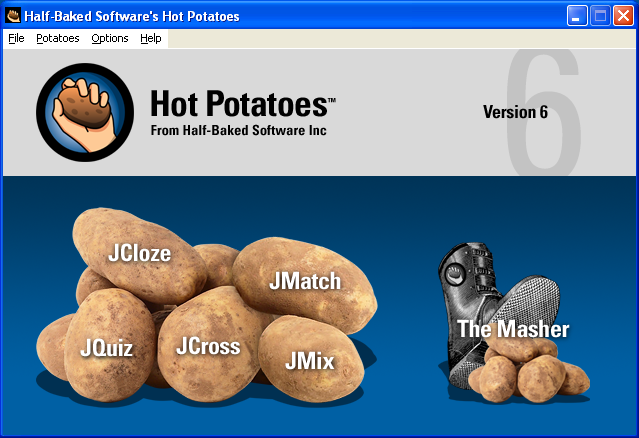 Half-Baked Software's Hot Potatoes
File Potatoes Options Help
Hot Potatoes™
From Half-Baked Software Inc
6
Version 6
JCloze
JMatch
JQuiz
JCross
JMix
The Masher